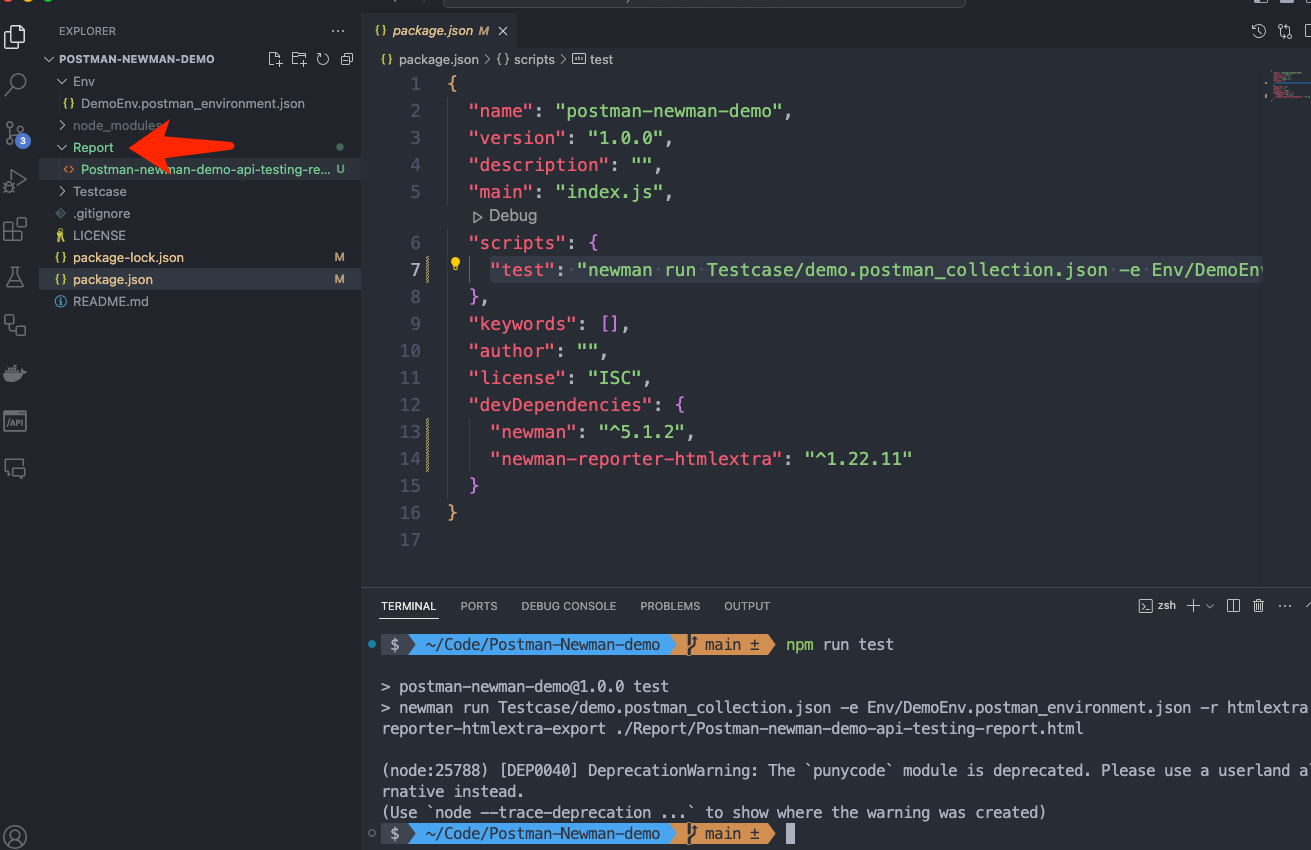 EXPLORER
POSTMAN-NEWMAN-DEMO
Env
{} DemoEnv.postman_environment.json
node_modules
3
Report
<> Postman-newman-demo-api-testing-re... U
Testcase
.gitignore
LICENSE
{} package-lock.json M
{} package.json M
README.md
/API
{} package.json M
{} package.json > {} scripts > abc test
1 {
2 "name": "postman-newman-demo",
3 "version": "1.0.0",
4 "description": "",
5 "main": "index.js",
Debug
6 "scripts": {
7 "test": "newman run Testcase/demo.postman_collection.json -e Env/DemoEnv
8 },
9 "keywords": [],
10 "author": "",
11 "license": "ISC",
12 "devDependencies": {
13 "newman": "^5.1.2",
14 "newman-reporter-htmlextra": "^1.22.11"
15 }
16 }
17
TERMINAL PORTS DEBUG CONSOLE PROBLEMS OUTPUT
zsh
$ ~/Code/Postman-Newman-demo main ± npm run test
> postman-newman-demo@1.0.0 test
> newman run Testcase/demo.postman_collection.json -e Env/DemoEnv.postman_environment.json -r htmlextra
reporter-htmlextra-export ./Report/Postman-newman-demo-api-testing-report.html
(node:25788) [DEP0040] DeprecationWarning: The `punycode` module is deprecated. Please use a userland al
rnative instead.
(Use `node --trace-deprecation ...` to show where the warning was created)
$ ~/Code/Postman-Newman-demo main ±